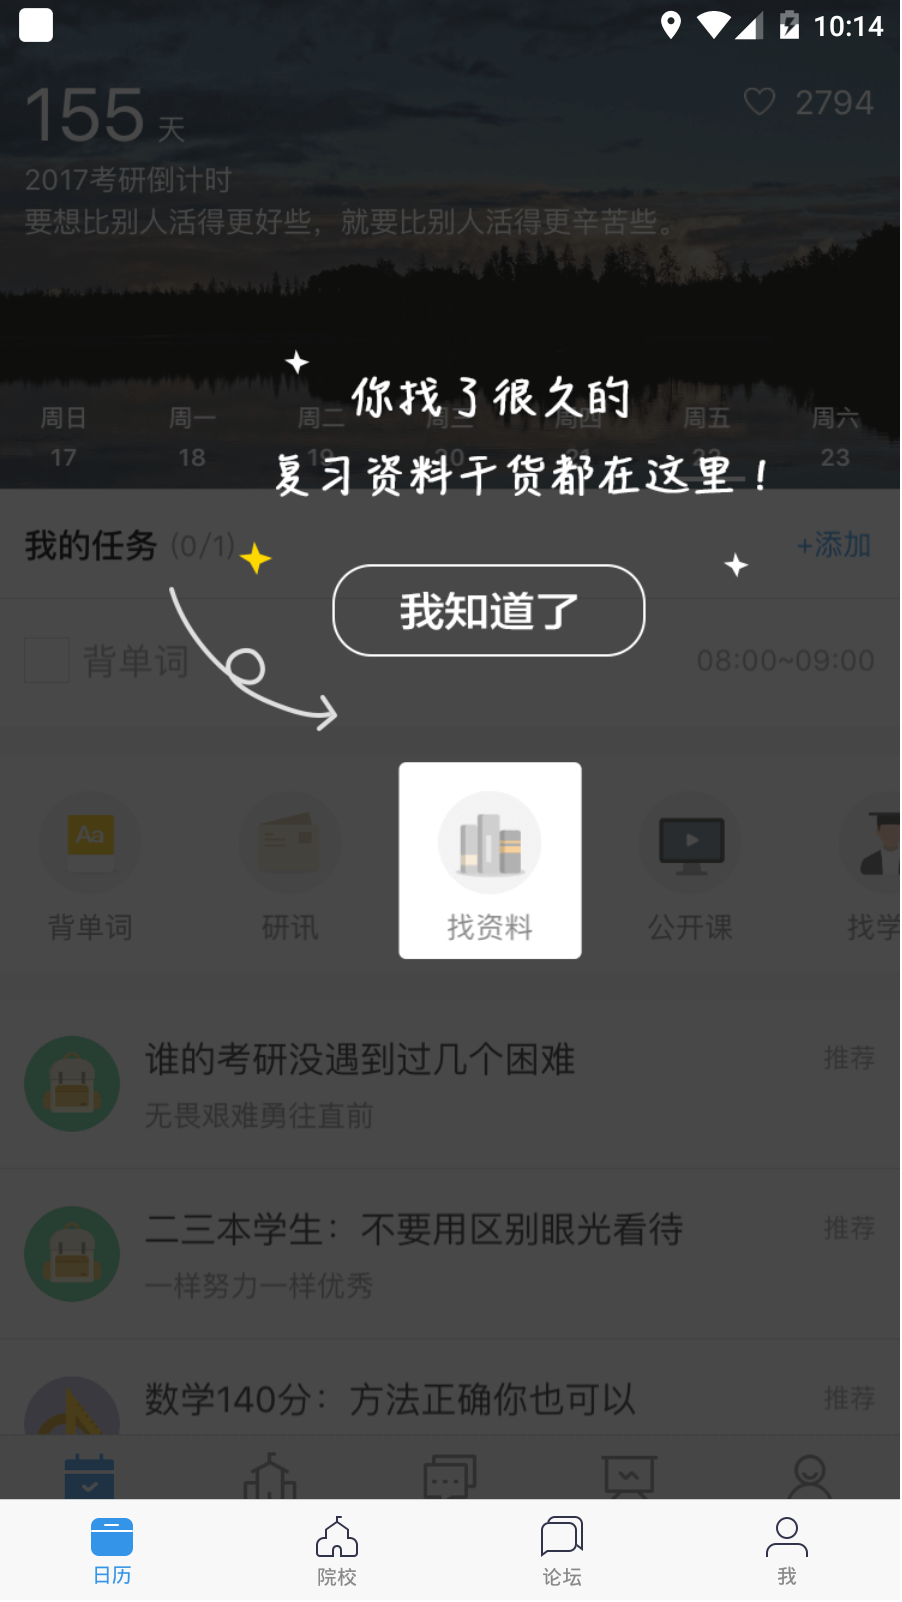 10:14
155 天
2794
2017考研倒计时
要想比别人活得更好些，就要比别人活得更辛苦些。
你找了很久的
周日 周一 周二 周三 周四 周五 周六
17 18 19 20 21 22 23
复习资料干货都在这里！
我的任务 (0/1)
+添加
我知道了
背单词
08:00~09:00
Aa
背单词 研讯 找资料 公开课 找学
谁的考研没遇到过几个困难
推荐
无畏艰难勇往直前
二三本学生：不要用区别眼光看待
推荐
一样努力一样优秀
数学140分：方法正确你也可以
推荐
日历 院校 论坛 我